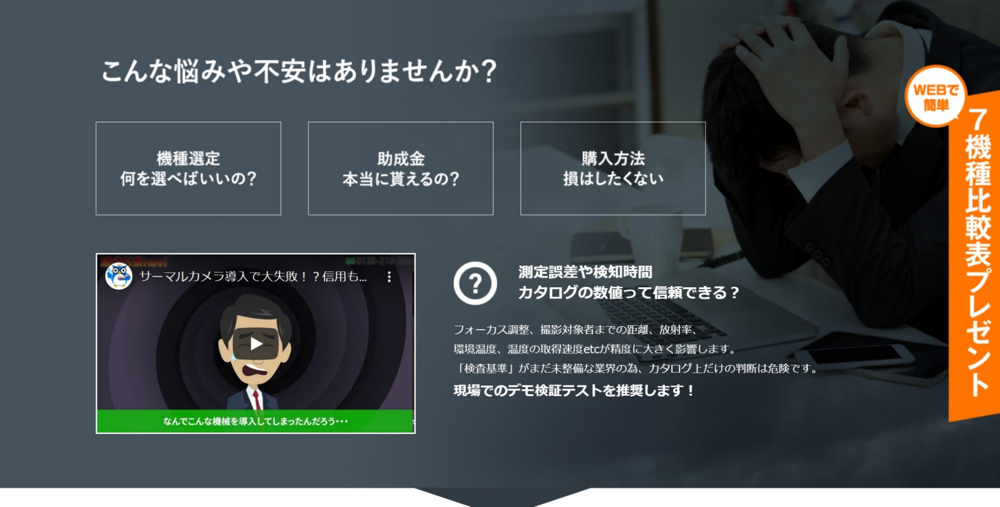 こんな悩みや不安はありませんか?
機種選定
何を選べばいいの?
助成金
本当に貰えるの?
購入方法
損はしたくない
WEBで
簡単
7機種比較表プレゼント
サーマルカメラ導入で大失敗！？信用も...
なんでこんな機械を導入してしまったんだろう・・・
測定誤差や検知時間
カタログの数値って信頼できる？
フォーカス調整、撮影対象者までの距離、放射率、
環境温度、温度の取得速度etcが精度に大きく影響します。
「検査基準」がまだ未整備な業界の為、カタログ上だけの判断は危険です。
現場でのデモ検証テストを推奨します！